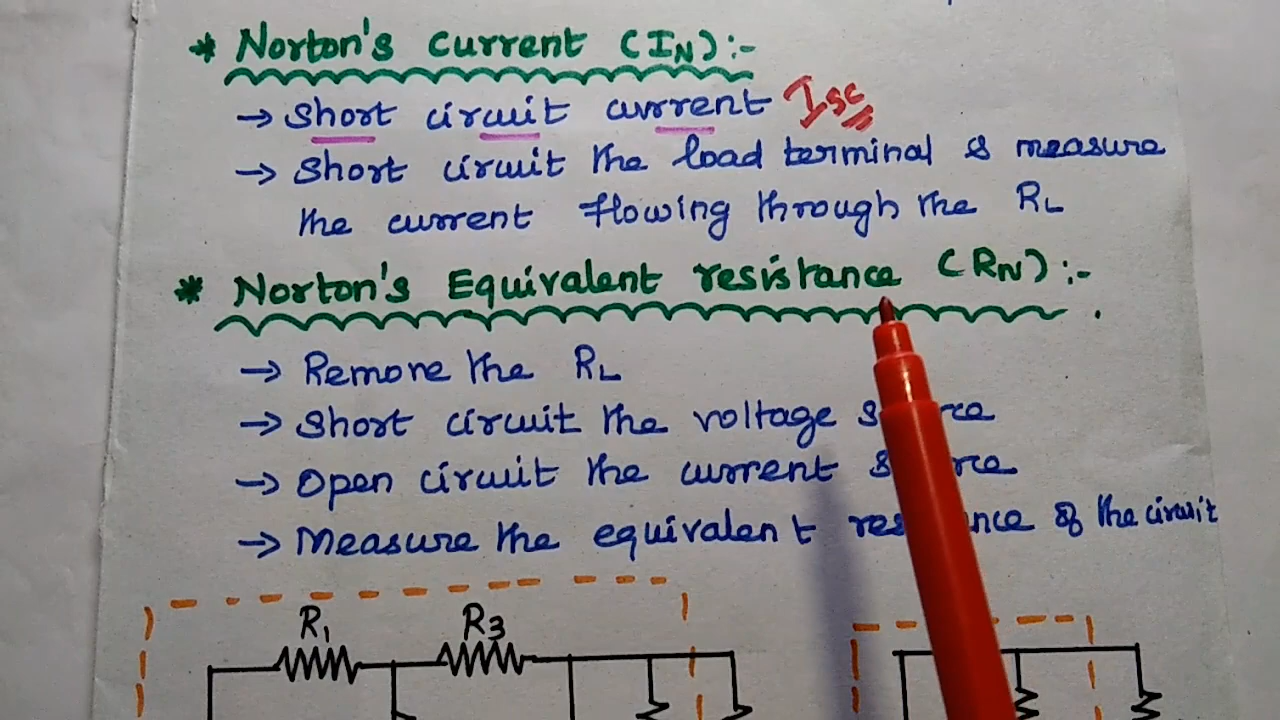 * Norton's Current (IN):-
→ Short circuit current Isc
→ Short circuit the load terminal & measure
the current flowing through the RL
* Norton's Equivalent resistance (RN):-
→ Remove the RL
→ Short circuit the voltage
→ Open circuit the current
→ Measure the equivalent of the circuit
R1 R3